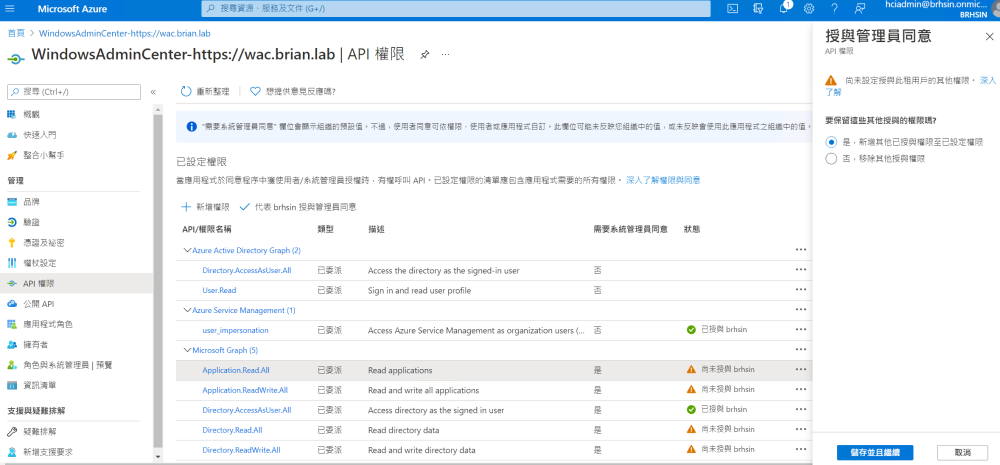 Microsoft Azure
搜尋資源、服務及文件 (G+/)
1
hciadmin@brhsin.onmic...
BRHSIN
首頁 > WindowsAdminCenter-https://wac.brian.lab
WindowsAdminCenter-https://wac.brian.lab | API 權限
搜尋 (Ctrl+/)
概觀
快速入門
整合小幫手
管理
品牌
驗證
憑證及祕密
權杖設定
API 權限
公開 API
應用程式角色
擁有者
角色與系統管理員 | 預覽
資訊清單
支援與疑難排解
疑難排解
新增支援要求
重新整理
想提供意見反應嗎?
"需要系統管理員同意" 欄位會顯示組織的預設值。不過，使用者同意可依權限、使用者或應用程式自訂。此欄位可能未反映您組織中的值，或未反映會使用此應用程式之組織中的值。
已設定權限
當應用程式於同意程序中獲使用者/系統管理員授權時，有權呼叫 API。已設定權限的清單應包含應用程式需要的所有權限。 深入了解權限與同意
新增權限 代表 brhsin 授與管理員同意
API/權限名稱 類型 描述 需要系統管理員同意 狀態
Azure Active Directory Graph (2)
Directory.AccessAsUser.All 已委派 Access the directory as the signed-in user 否
User.Read 已委派 Sign in and read user profile 否
Azure Service Management (1)
user_impersonation 已委派 Access Azure Service Management as organization users (... 否 已授與 brhsin
Microsoft Graph (5)
Application.Read.All 已委派 Read applications 是 尚未授與 brhsin
Application.ReadWrite.All 已委派 Read and write all applications 是 尚未授與 brhsin
Directory.AccessAsUser.All 已委派 Access directory as the signed in user 是 已授與 brhsin
Directory.Read.All 已委派 Read directory data 是 尚未授與 brhsin
Directory.ReadWrite.All 已委派 Read and write directory data 是 尚未授與 brhsin
授與管理員同意
API 權限
尚未設定授與此租用戶的其他權限。 深入
了解
要保留這些其他授與的權限嗎?
是，新增其他已授與權限至已設定權限
否，移除其他授與權限
儲存並且繼續
取消